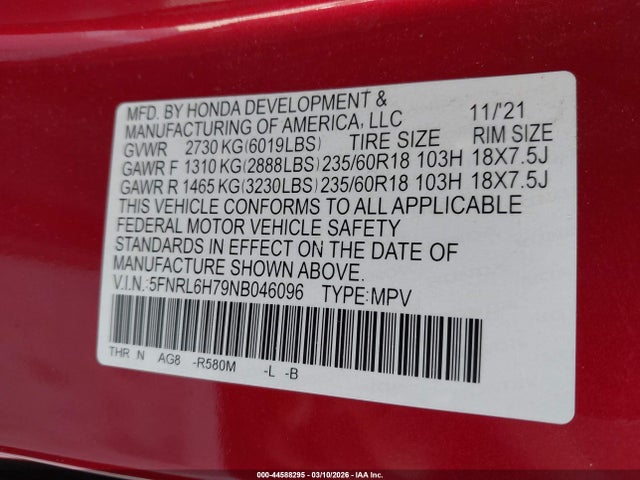 MFD. BY HONDA DEVELOPMENT &
MANUFACTURING OF AMERICA, LLC 11/'21
GVWR 2730 KG(6019LBS) TIRE SIZE RIM SIZE
GAWR F 1310 KG(2888LBS) 235/60R18 103H 18X7.5J
GAWR R 1465 KG(3230LBS) 235/60R18 103H 18X7.5J
THIS VEHICLE CONFORMS TO ALL APPLICABLE
FEDERAL MOTOR VEHICLE SAFETY
STANDARDS IN EFFECT ON THE DATE OF
MANUFACTURE SHOWN ABOVE.
V.I.N.:5FNRL6H79NB046096 TYPE:MPV
THR N AG8 -R580M -L -B
000-44588295 - 03/10/2026 - IAA Inc.